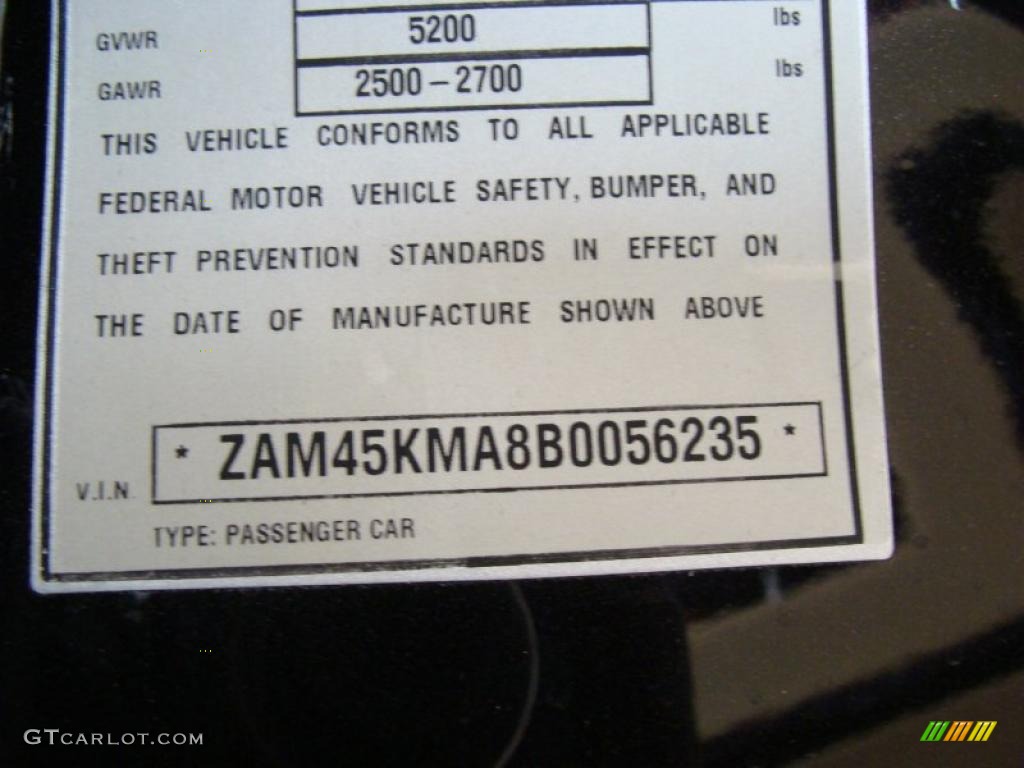 GVWR 5200 lbs
GAWR 2500-2700 lbs
THIS VEHICLE CONFORMS TO ALL APPLICABLE
FEDERAL MOTOR VEHICLE SAFETY, BUMPER, AND
THEFT PREVENTION STANDARDS IN EFFECT ON
THE DATE OF MANUFACTURE SHOWN ABOVE
V.I.N. * ZAM45KMA8B0056235 *
TYPE: PASSENGER CAR
GTCARLOT.COM